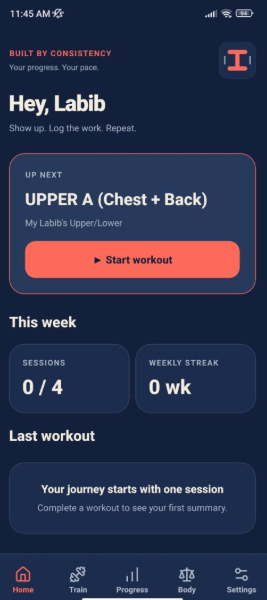 11:45 AM
94
BUILT BY CONSISTENCY
Your progress. Your pace.
Hey, Labib
Show up. Log the work. Repeat.
UP NEXT
UPPER A (Chest + Back)
My Labib's Upper/Lower
► Start workout
This week
SESSIONS
0 / 4
WEEKLY STREAK
0 wk
Last workout
Your journey starts with one session
Complete a workout to see your first summary.
Home
Train
Progress
Body
Settings